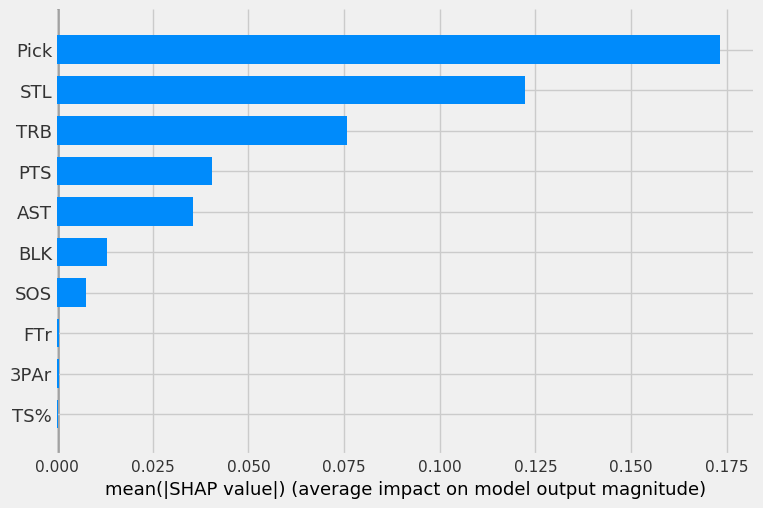 Pick
STL
TRB
PTS
AST
BLK
SOS
FTr
3PAr
TS%
0.000 0.025 0.050 0.075 0.100 0.125 0.150 0.175
mean(|SHAP value|) (average impact on model output magnitude)